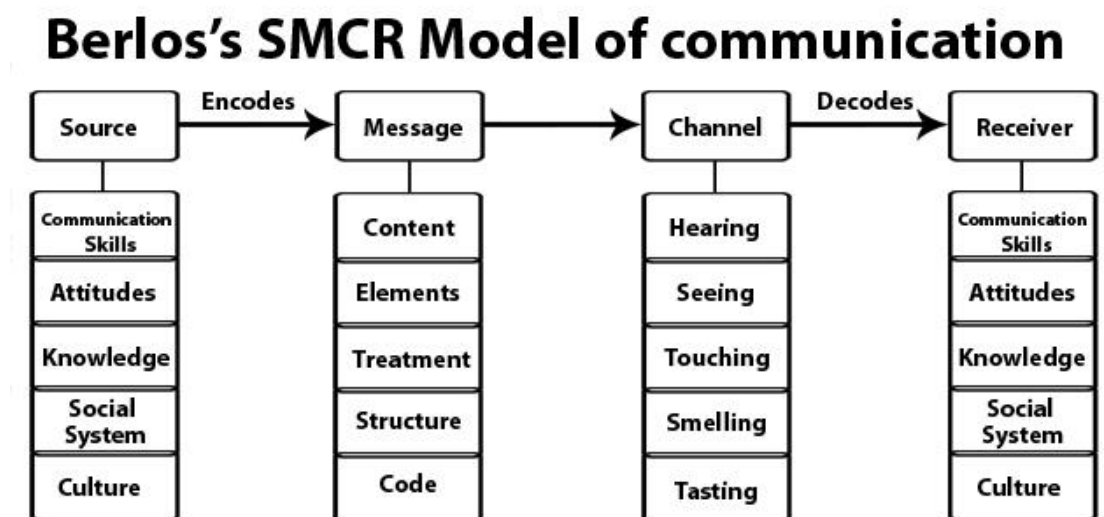 Berlos's SMCR Model of communication
Encodes
Decodes
Source
Message
Channel
Receiver
Communication
Skills
Attitudes
Knowledge
Social
System
Culture
Content
Elements
Treatment
Structure
Code
Hearing
Seeing
Touching
Smelling
Tasting
Communication
Skills
Attitudes
Knowledge
Social
System
Culture